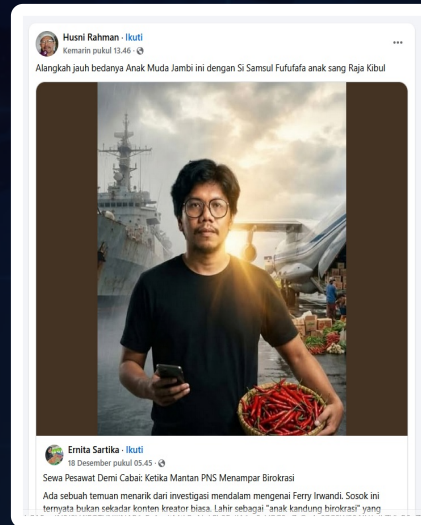 Husni Rahman · Ikuti
Kemarin pukul 13.46 ·
Alangkah jauh bedanya Anak Muda Jambi ini dengan Si Samsul Fufufafa anak sang Raja Kibul
Ernita Sartika · Ikuti
18 Desember pukul 05.45 ·
Sewa Pesawat Demi Cabai: Ketika Mantan PNS Menampar Birokrasi
Ada sebuah temuan menarik dari investigasi mendalam mengenai Ferry Irwandi. Sosok ini
ternyata bukan sekadar konten kreator biasa. Lahir sebagai "anak kandung birokrasi" yang